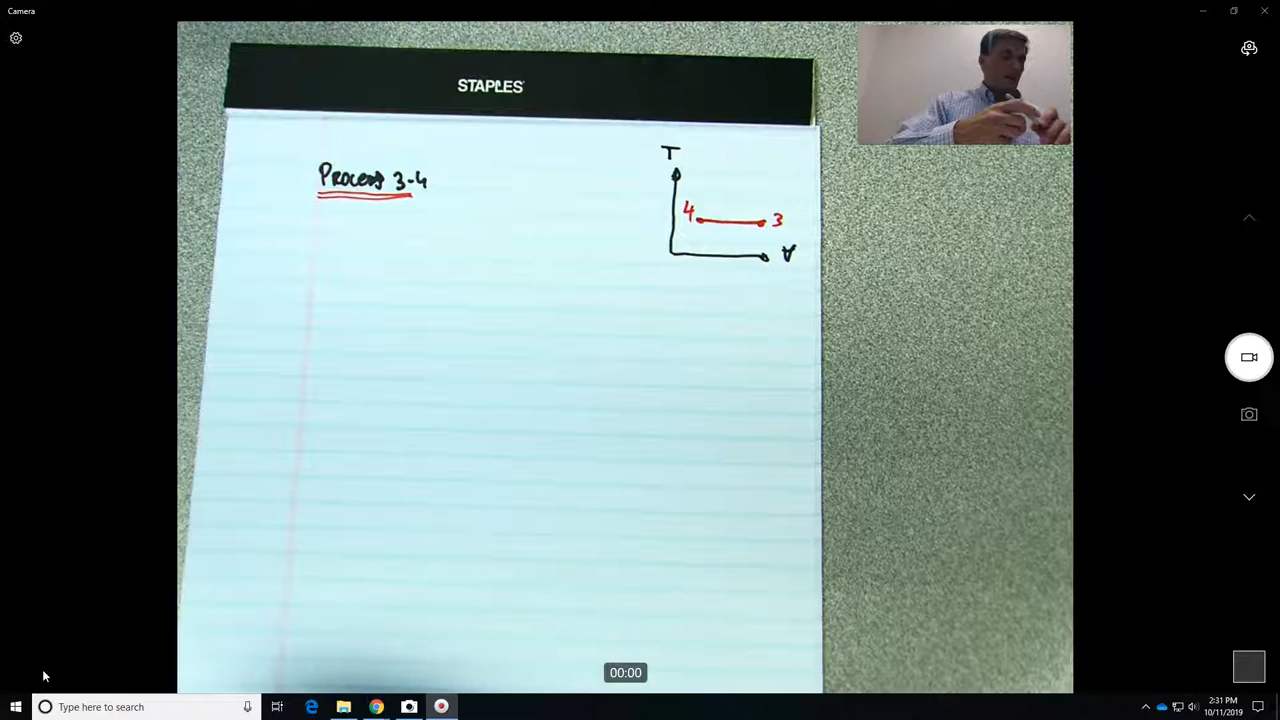 Camera
STAPLES
Process 3-4
T
4
3
V
00:00
Type here to search
2:31 PM
10/11/2019